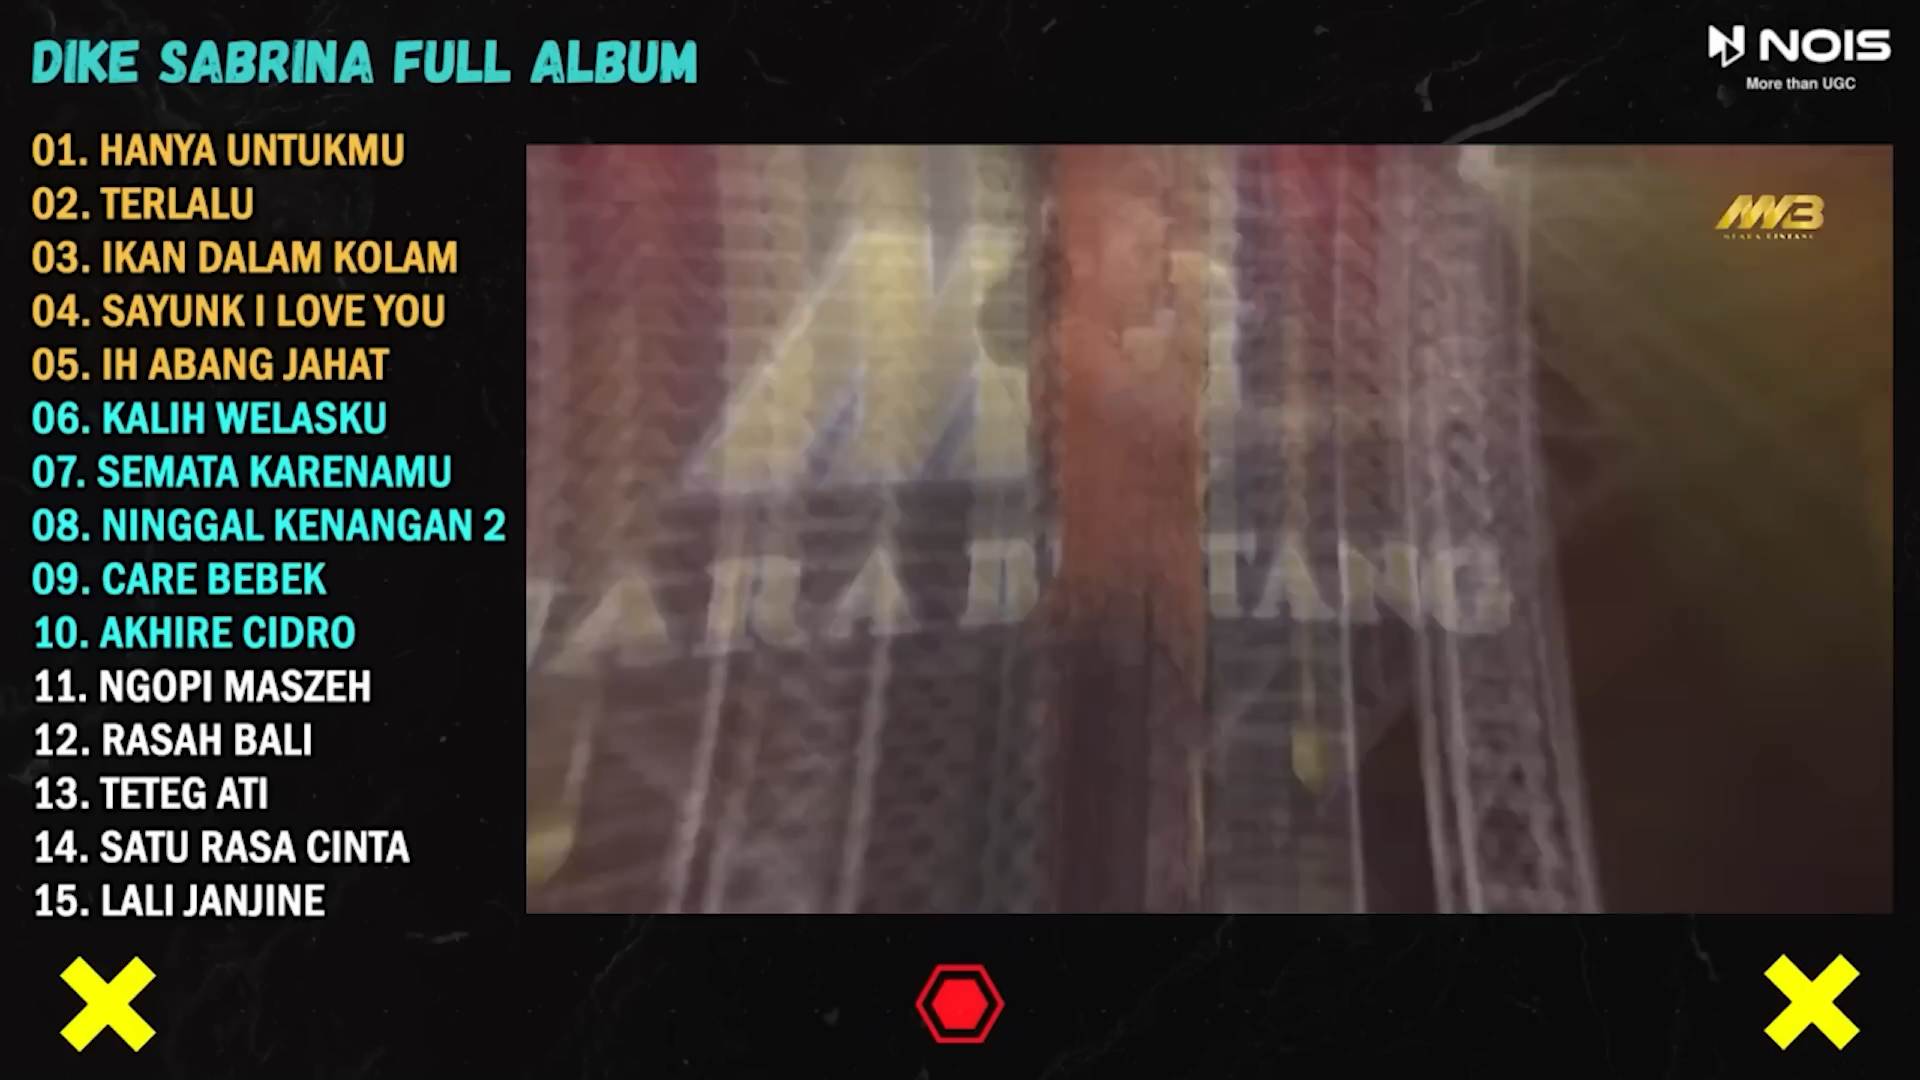 DIKE SABRINA FULL ALBUM
NOIS
More than UGC
01. HANYA UNTUKMU
02. TERLALU
03. IKAN DALAM KOLAM
04. SAYUNK I LOVE YOU
05. IH ABANG JAHAT
06. KALIH WELASKU
07. SEMATA KARENAMU
08. NINGGAL KENANGAN 2
09. CARE BEBEK
10. AKHIRE CIDRO
11. NGOPI MASZEH
12. RASAH BALI
13. TETEG ATI
14. SATU RASA CINTA
15. LALI JANJINE